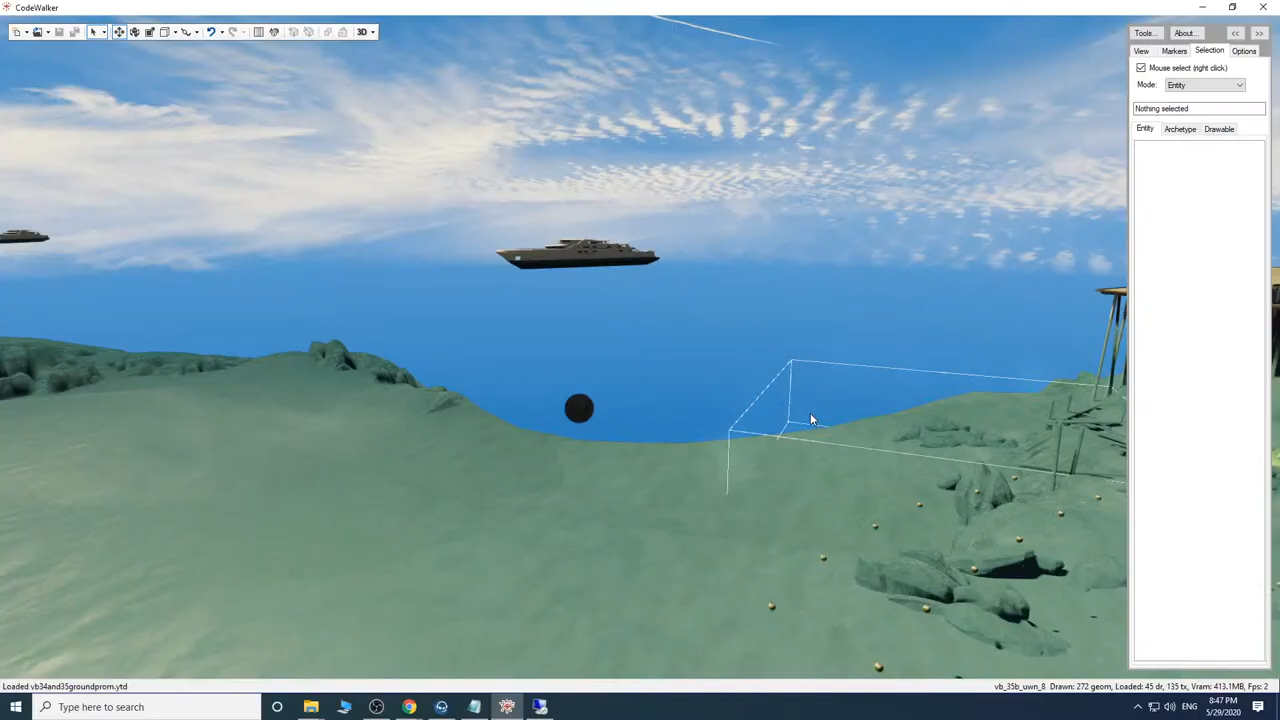 CodeWalker
3D
Tools...
About...
<<
>>
View
Markers
Selection
Options
Mouse select (right click)
Mode:
Entity
Nothing selected
Entity
Archetype
Drawable
Loaded vb34and35groundprom.ytd
vb_35b_uwn_8 Drawn: 272 geom, Loaded: 45 dr, 135 tx, Vram: 413.1MB, Fps: 2
Type here to search
ENG
8:47 PM
5/29/2020